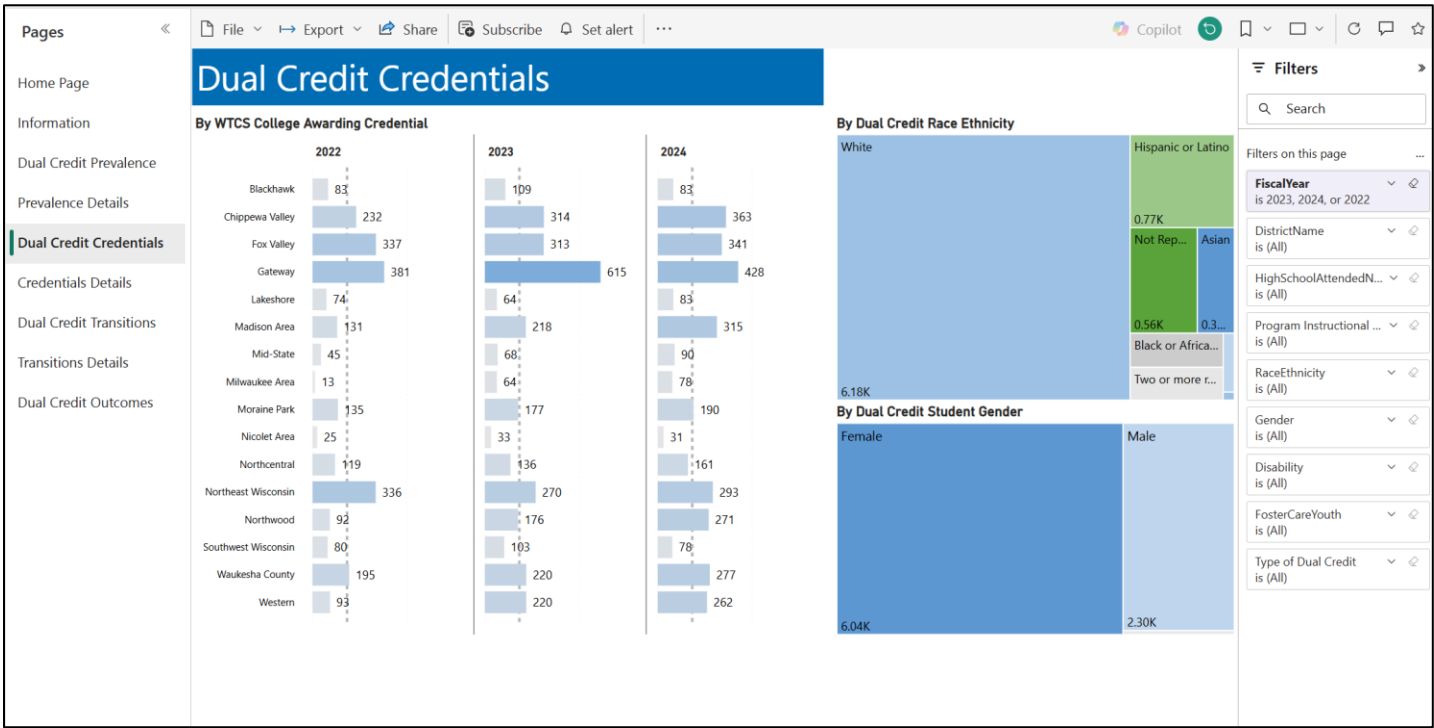 Pages
Home Page
Information
Dual Credit Prevalence
Prevalence Details
Dual Credit Credentials
Credentials Details
Dual Credit Transitions
Transitions Details
Dual Credit Outcomes
File
Export
Share
Subscribe
Set alert
...
Copilot
Dual Credit Credentials
By WTCS College Awarding Credential
2022 2023 2024
Blackhawk 83 109 83
Chippewa Valley 232 314 363
Fox Valley 337 313 341
Gateway 381 615 428
Lakeshore 74 64 83
Madison Area 131 218 315
Mid-State 45 68 90
Milwaukee Area 13 64 78
Moraine Park 135 177 190
Nicolet Area 25 33 31
Northcentral 119 136 161
Northeast Wisconsin 336 270 293
Northwood 92 176 271
Southwest Wisconsin 80 103 78
Waukesha County 195 220 277
Western 93 220 262
By Dual Credit Race Ethnicity
White
6.18K
Hispanic or Latino
0.77K
Not Rep...
0.56K
Asian
0.3...
Black or Africa...
Two or more r...
By Dual Credit Student Gender
Female
6.04K
Male
2.30K
Filters
Search
Filters on this page
...
FiscalYear
is 2023, 2024, or 2022
DistrictName
is (All)
HighSchoolAttendedN...
is (All)
Program Instructional ...
is (All)
RaceEthnicity
is (All)
Gender
is (All)
Disability
is (All)
FosterCareYouth
is (All)
Type of Dual Credit
is (All)